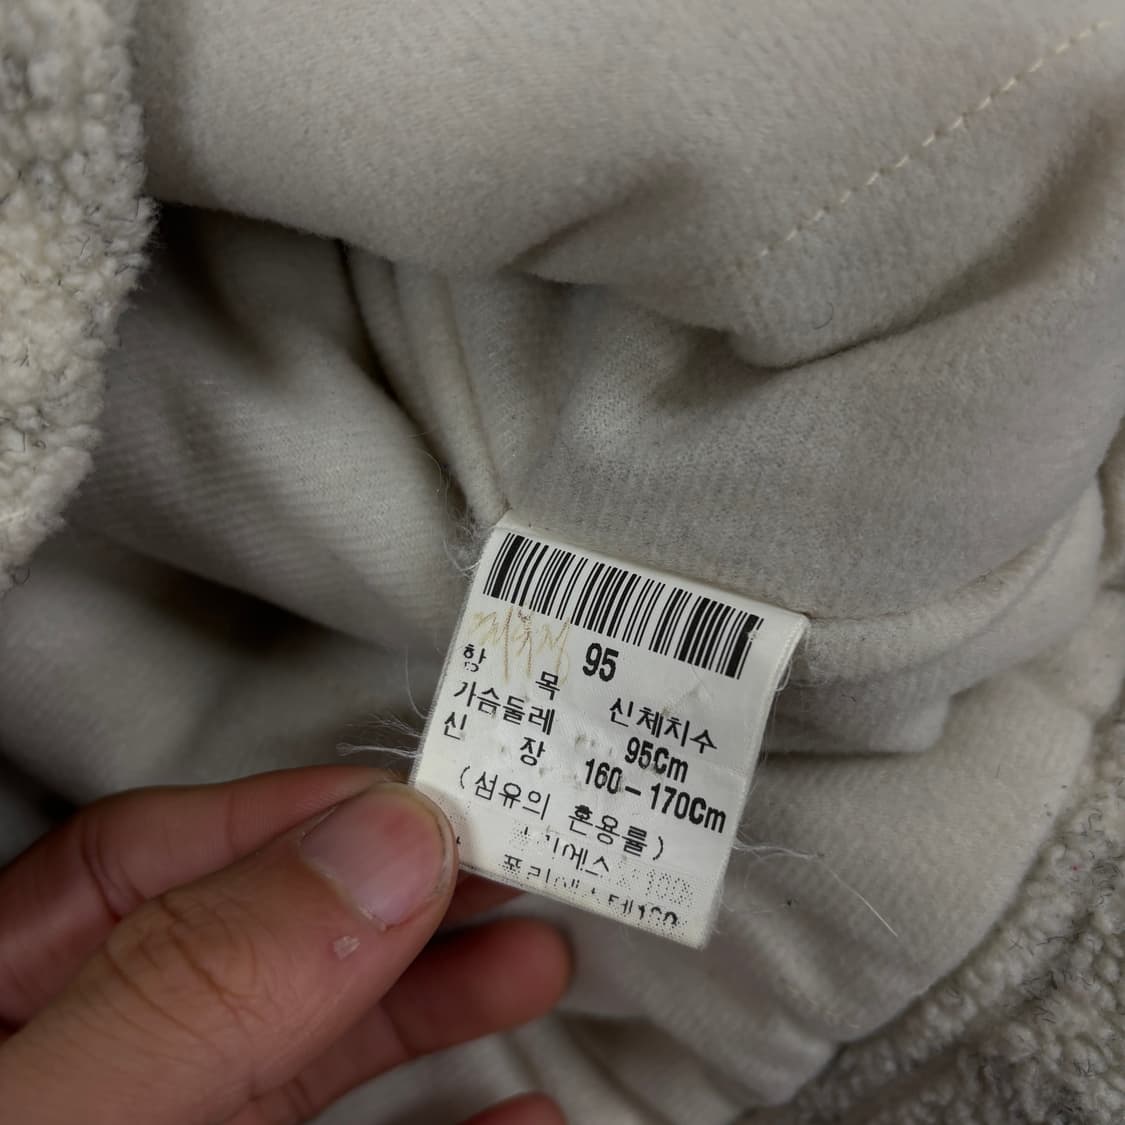 95
항 목 신체치수
가슴둘레 95Cm
신 장 160-170Cm
(섬유의 혼용률)